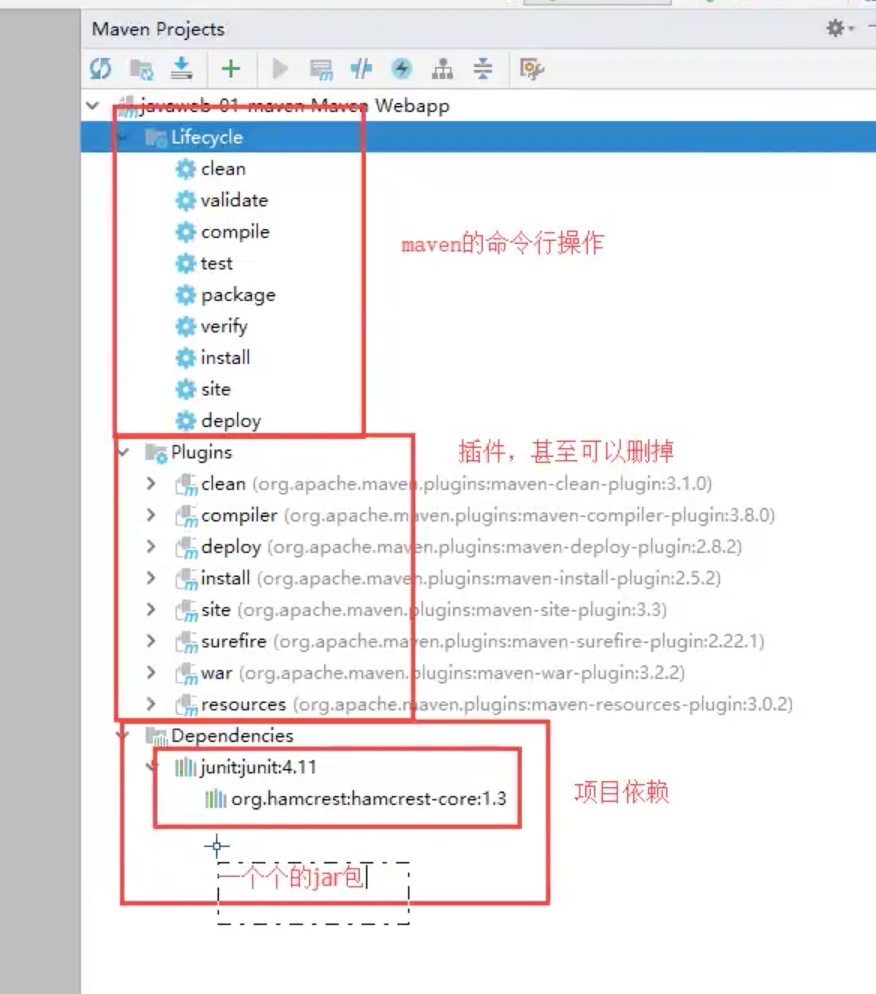 Maven Projects
javaweb-01-maven Maven Webapp
Lifecycle
clean
validate
compile
maven的命令行操作
test
package
verify
install
site
deploy
Plugins
插件，甚至可以删掉
clean (org.apache.maven.plugins:maven-clean-plugin:3.1.0)
compiler (org.apache.maven.plugins:maven-compiler-plugin:3.8.0)
deploy (org.apache.maven.plugins:maven-deploy-plugin:2.8.2)
install (org.apache.maven.plugins:maven-install-plugin:2.5.2)
site (org.apache.maven.plugins:maven-site-plugin:3.3)
surefire (org.apache.maven.plugins:maven-surefire-plugin:2.22.1)
war (org.apache.maven.plugins:maven-war-plugin:3.2.2)
resources (org.apache.maven.plugins:maven-resources-plugin:3.0.2)
Dependencies
junit:junit:4.11
项目依赖
org.hamcrest:hamcrest-core:1.3
一个个的jar包